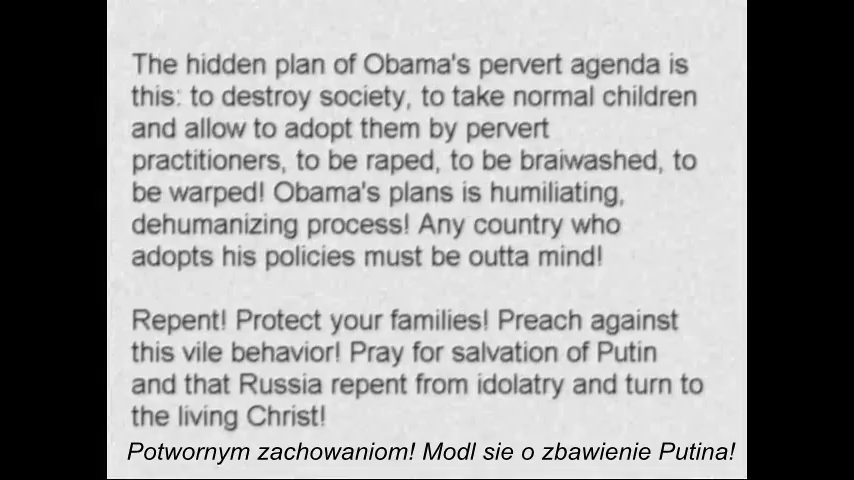 The hidden plan of Obama's pervert agenda is
this: to destroy society, to take normal children
and allow to adopt them by pervert
practitioners, to be raped, to be braiwashed, to
be warped! Obama's plans is humiliating,
dehumanizing process! Any country who
adopts his policies must be outta mind!
Repent! Protect your families! Preach against
this vile behavior! Pray for salvation of Putin
and that Russia repent from idolatry and turn to
the living Christ!
Potwornym zachowaniom! Modl sie o zbawienie Putina!